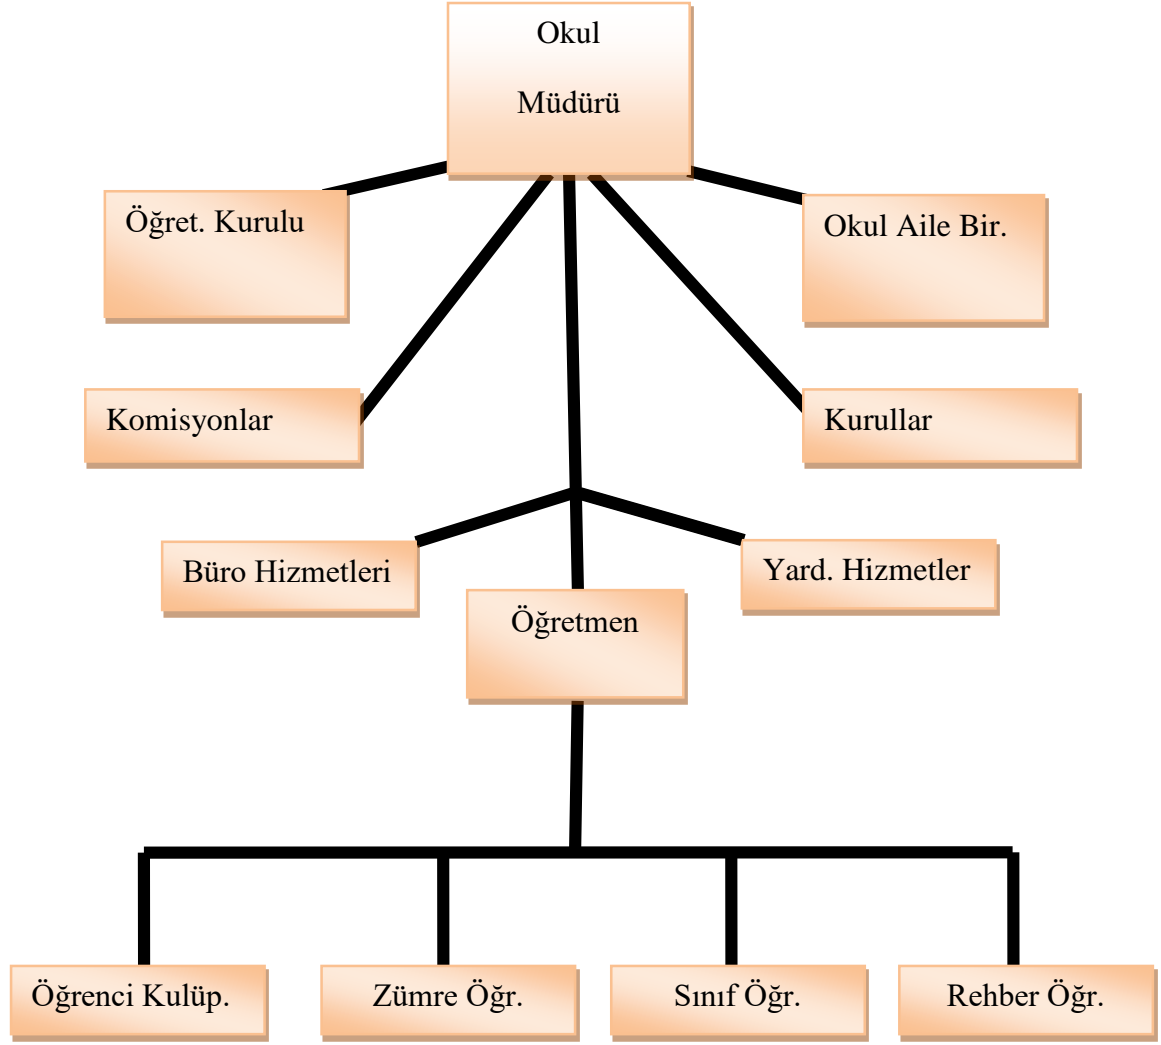 Okul
Müdürü
Öğret. Kurulu
Okul Aile Bir.
Komisyonlar
Kurullar
Büro Hizmetleri
Yard. Hizmetler
Öğretmen
Öğrenci Kulüp.
Zümre Öğr.
Sınıf Öğr.
Rehber Öğr.